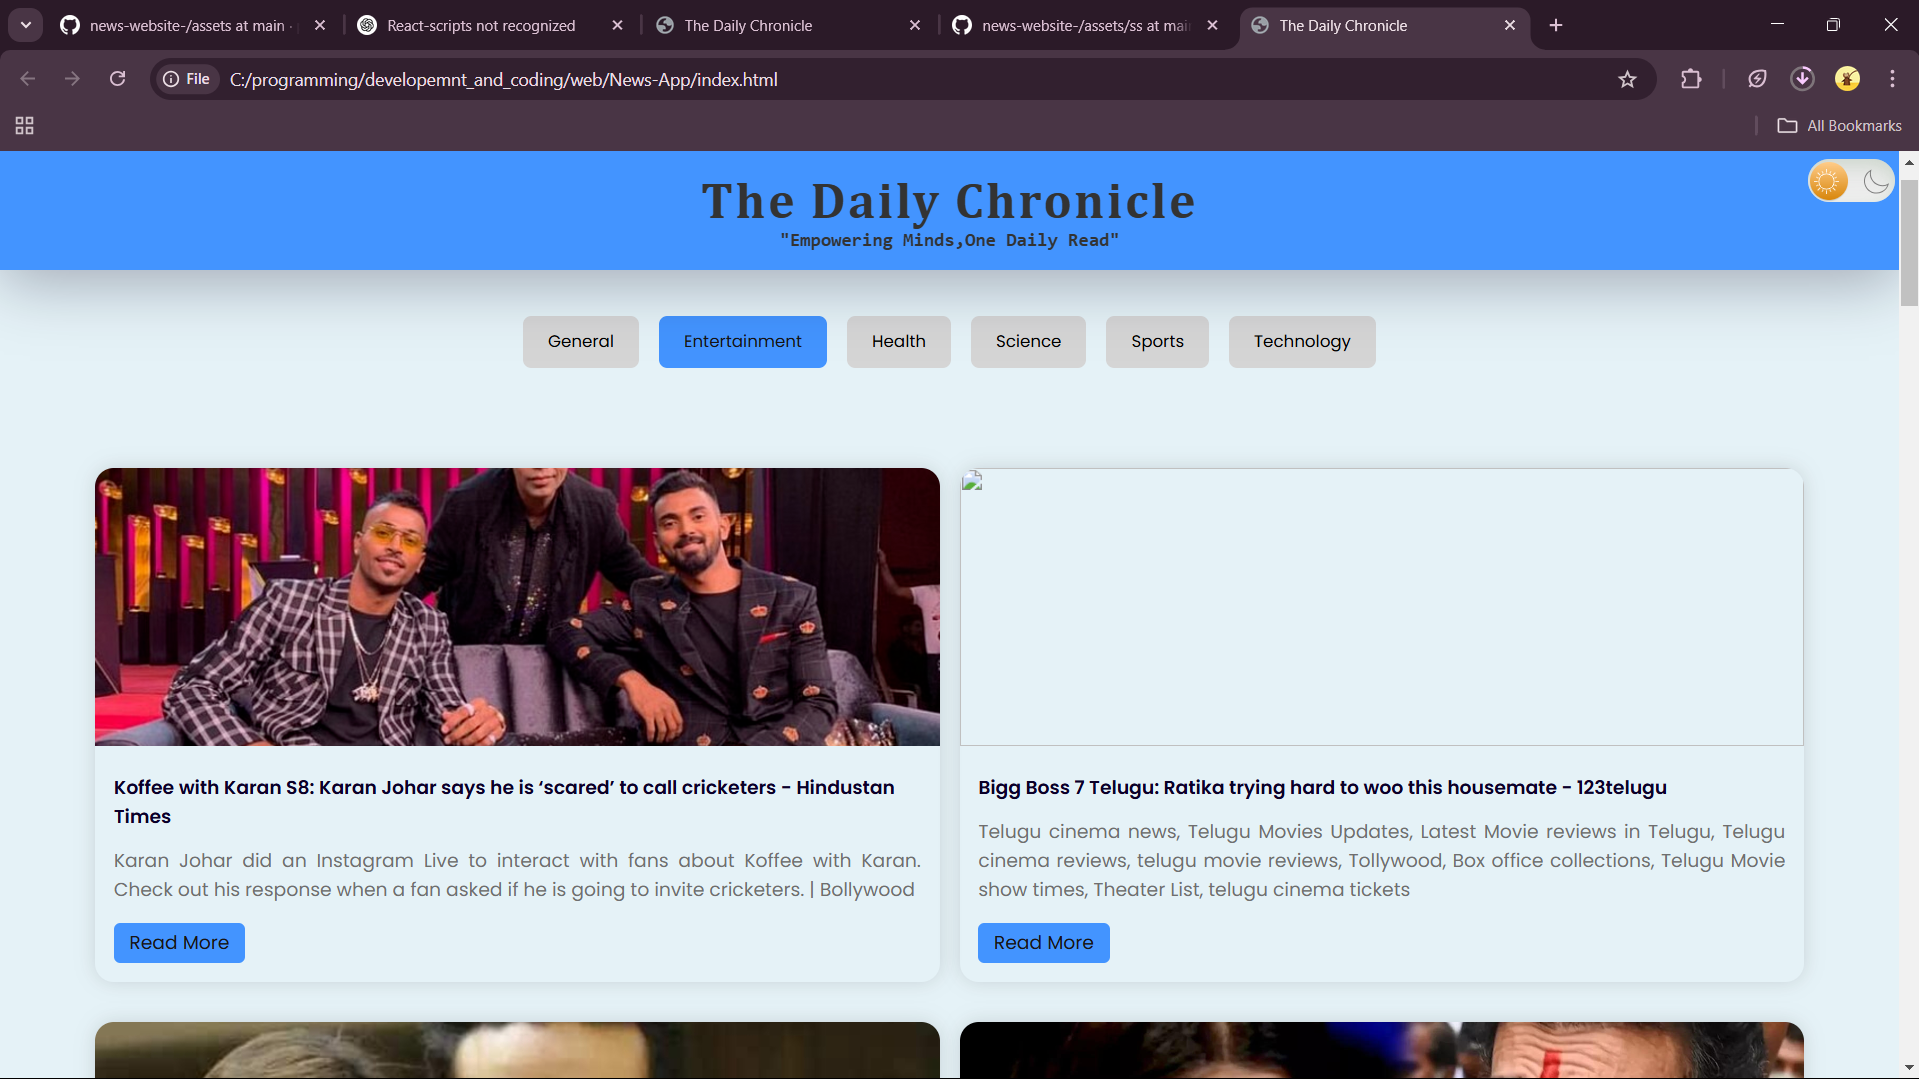 news-website-/assets at main ·
React-scripts not recognized
The Daily Chronicle
news-website-/assets/ss at mai
The Daily Chronicle
File
C:/programming/developemnt_and_coding/web/News-App/index.html
All Bookmarks
The Daily Chronicle
"Empowering Minds,One Daily Read"
General
Entertainment
Health
Science
Sports
Technology
Koffee with Karan S8: Karan Johar says he is ‘scared’ to call cricketers - Hindustan
Times
Karan Johar did an Instagram Live to interact with fans about Koffee with Karan.
Check out his response when a fan asked if he is going to invite cricketers. | Bollywood
Read More
Bigg Boss 7 Telugu: Ratika trying hard to woo this housemate - 123telugu
Telugu cinema news, Telugu Movies Updates, Latest Movie reviews in Telugu, Telugu
cinema reviews, telugu movie reviews, Tollywood, Box office collections, Telugu Movie
show times, Theater List, telugu cinema tickets
Read More